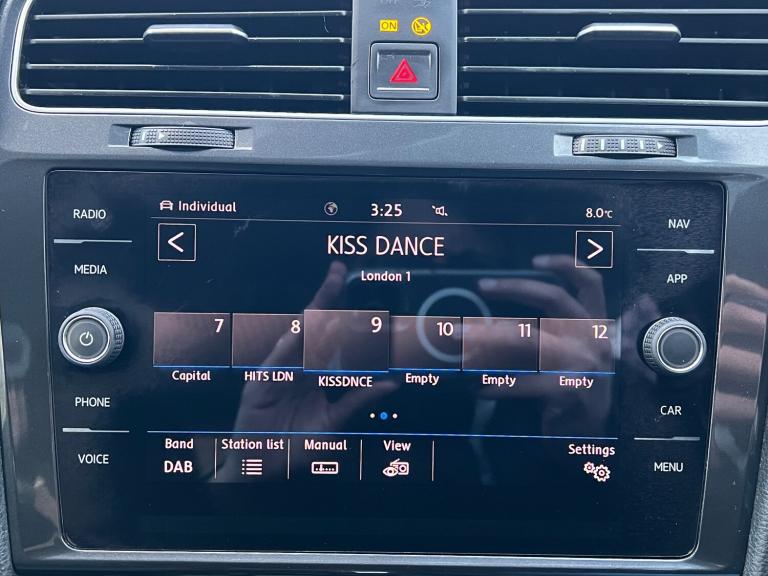 ON
RADIO
MEDIA
PHONE
VOICE
Individual
3:25
8.0°C
<
KISS DANCE
>
London 1
7
8
9
10
11
12
Capital
HITS LDN
KISSDNCE
Empty
Empty
Empty
Band
DAB
Station list
Manual
View
Settings
NAV
APP
CAR
MENU